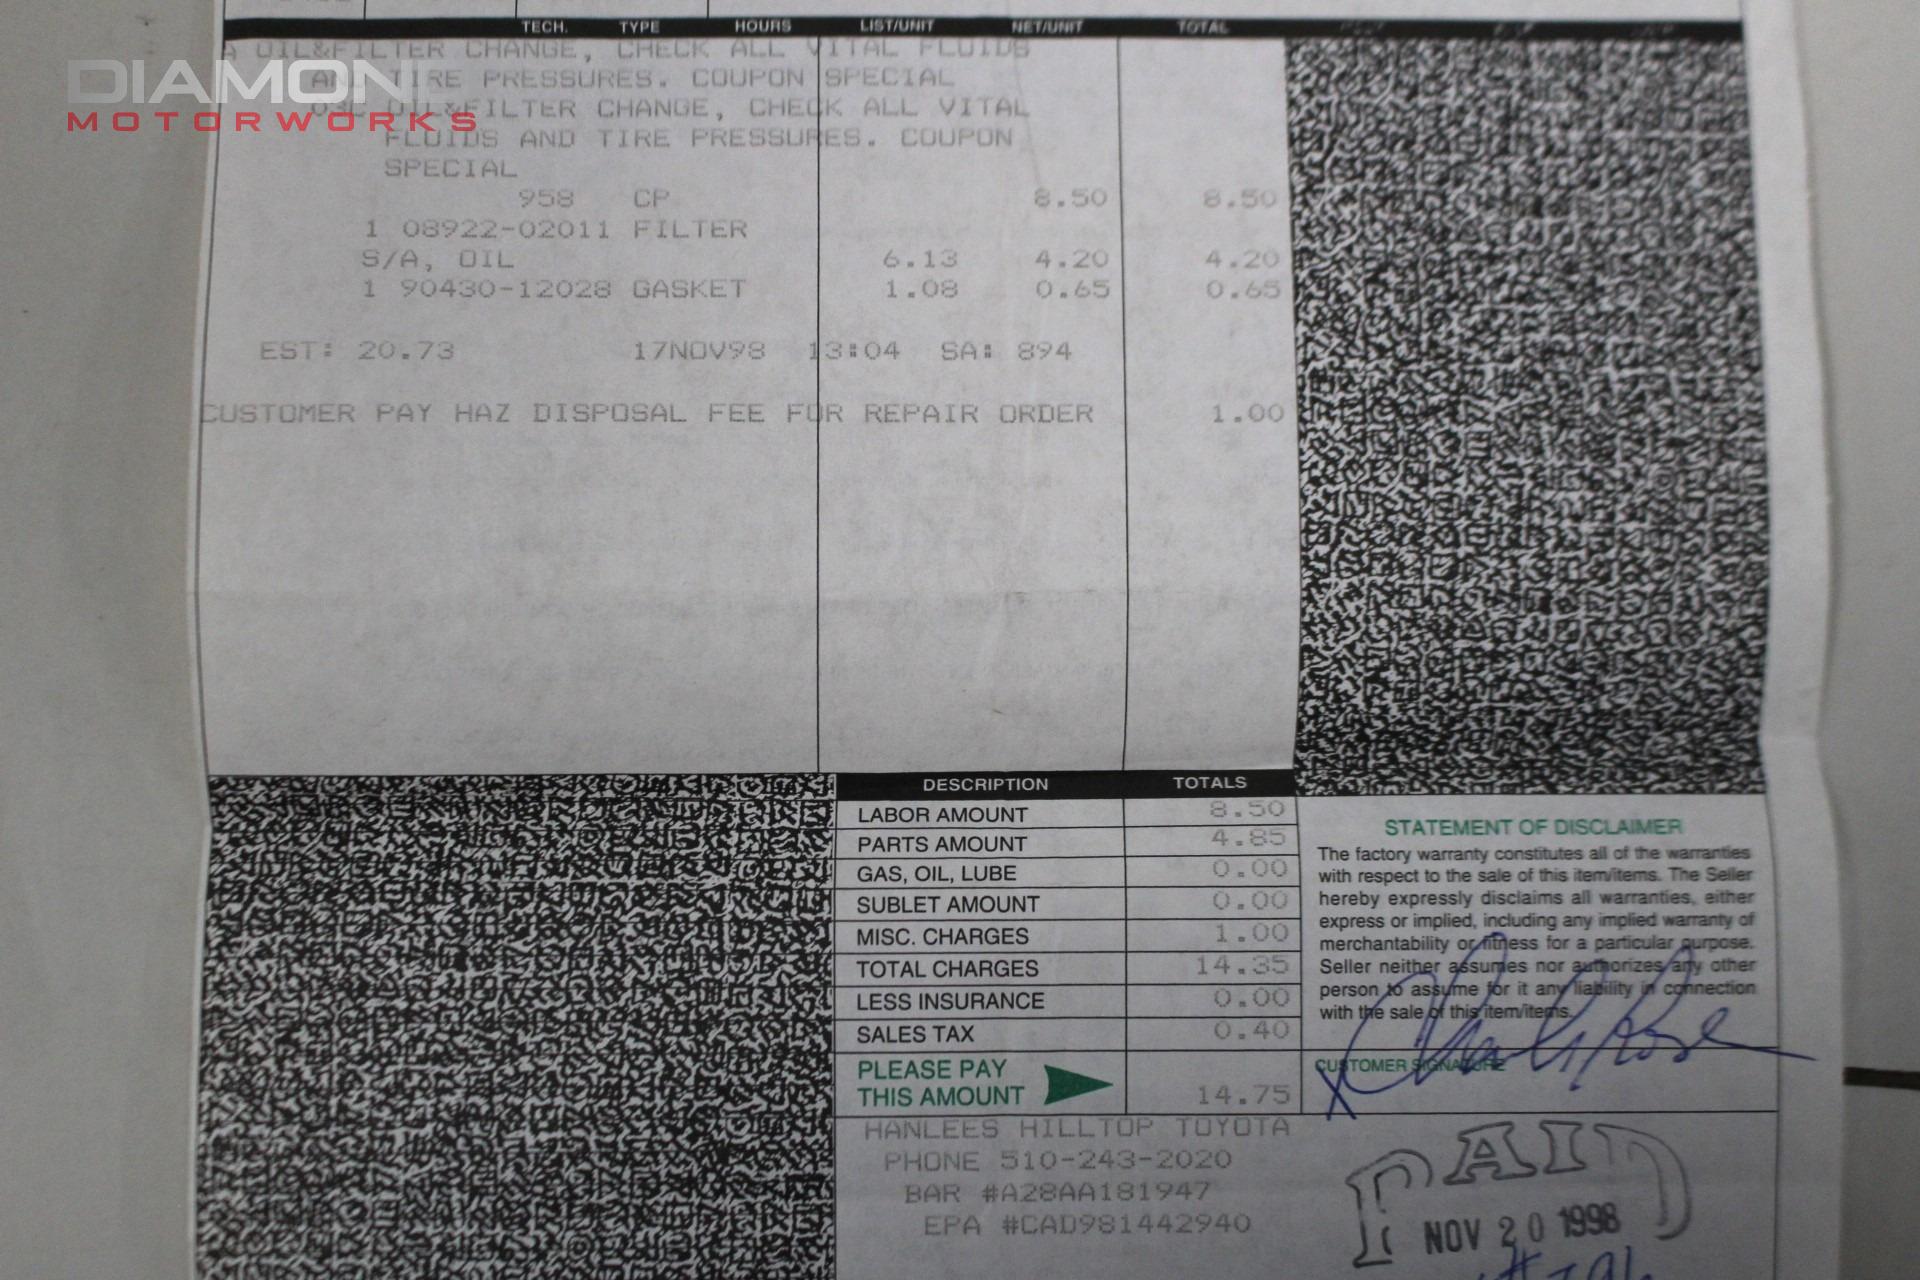 TECH. TYPE HOURS LIST/UNIT NET/UNIT TOTAL
A OIL&FILTER CHANGE, CHECK ALL VITAL FLUIDS
DIAMOND
AND TIRE PRESSURES. COUPON SPECIAL
OIL&FILTER CHANGE, CHECK ALL VITAL
MOTORWORKS
FLUIDS AND TIRE PRESSURES. COUPON
SPECIAL
958 CP 8.50 8.50
1 08922-02011 FILTER
S/A, OIL 6.13 4.20 4.20
1 90430-12028 GASKET 1.08 0.65 0.65
EST: 20.73 17NOV98 13:04 SA: 894
CUSTOMER PAY HAZ DISPOSAL FEE FOR REPAIR ORDER 1.00
DESCRIPTION TOTALS
LABOR AMOUNT 8.50
PARTS AMOUNT 4.85
GAS, OIL, LUBE 0.00
SUBLET AMOUNT 0.00
MISC. CHARGES 1.00
TOTAL CHARGES 14.35
LESS INSURANCE 0.00
SALES TAX 0.40
PLEASE PAY
THIS AMOUNT 14.75
STATEMENT OF DISCLAIMER
The factory warranty constitutes all of the warranties
with respect to the sale of this item/items. The Seller
hereby expressly disclaims all warranties, either
express or implied, including any implied warranty of
merchantability or fitness for a particular purpose.
Seller neither assumes nor authorizes any other
person to assume for it any liability in connection
with the sale of this item/items.
CUSTOMER SIGNATURE
X
HANLEES HILLTOP TOYOTA
PHONE 510-243-2020
BAR #A28AA181947
EPA #CAD981442940
PAID
NOV 20 1998